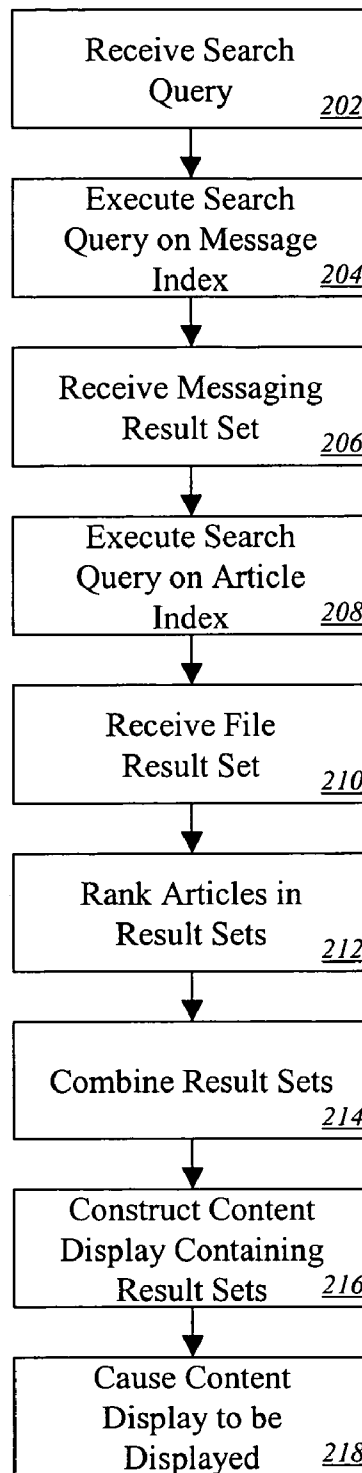 Receive Search
Query
202
Execute Search
Query on Message
Index
204
Receive Messaging
Result Set
206
Execute Search
Query on Article
Index
208
Receive File
Result Set
210
Rank Articles in
Result Sets
212
Combine Result Sets
214
Construct Content
Display Containing
Result Sets
216
Cause Content
Display to be
Displayed
218